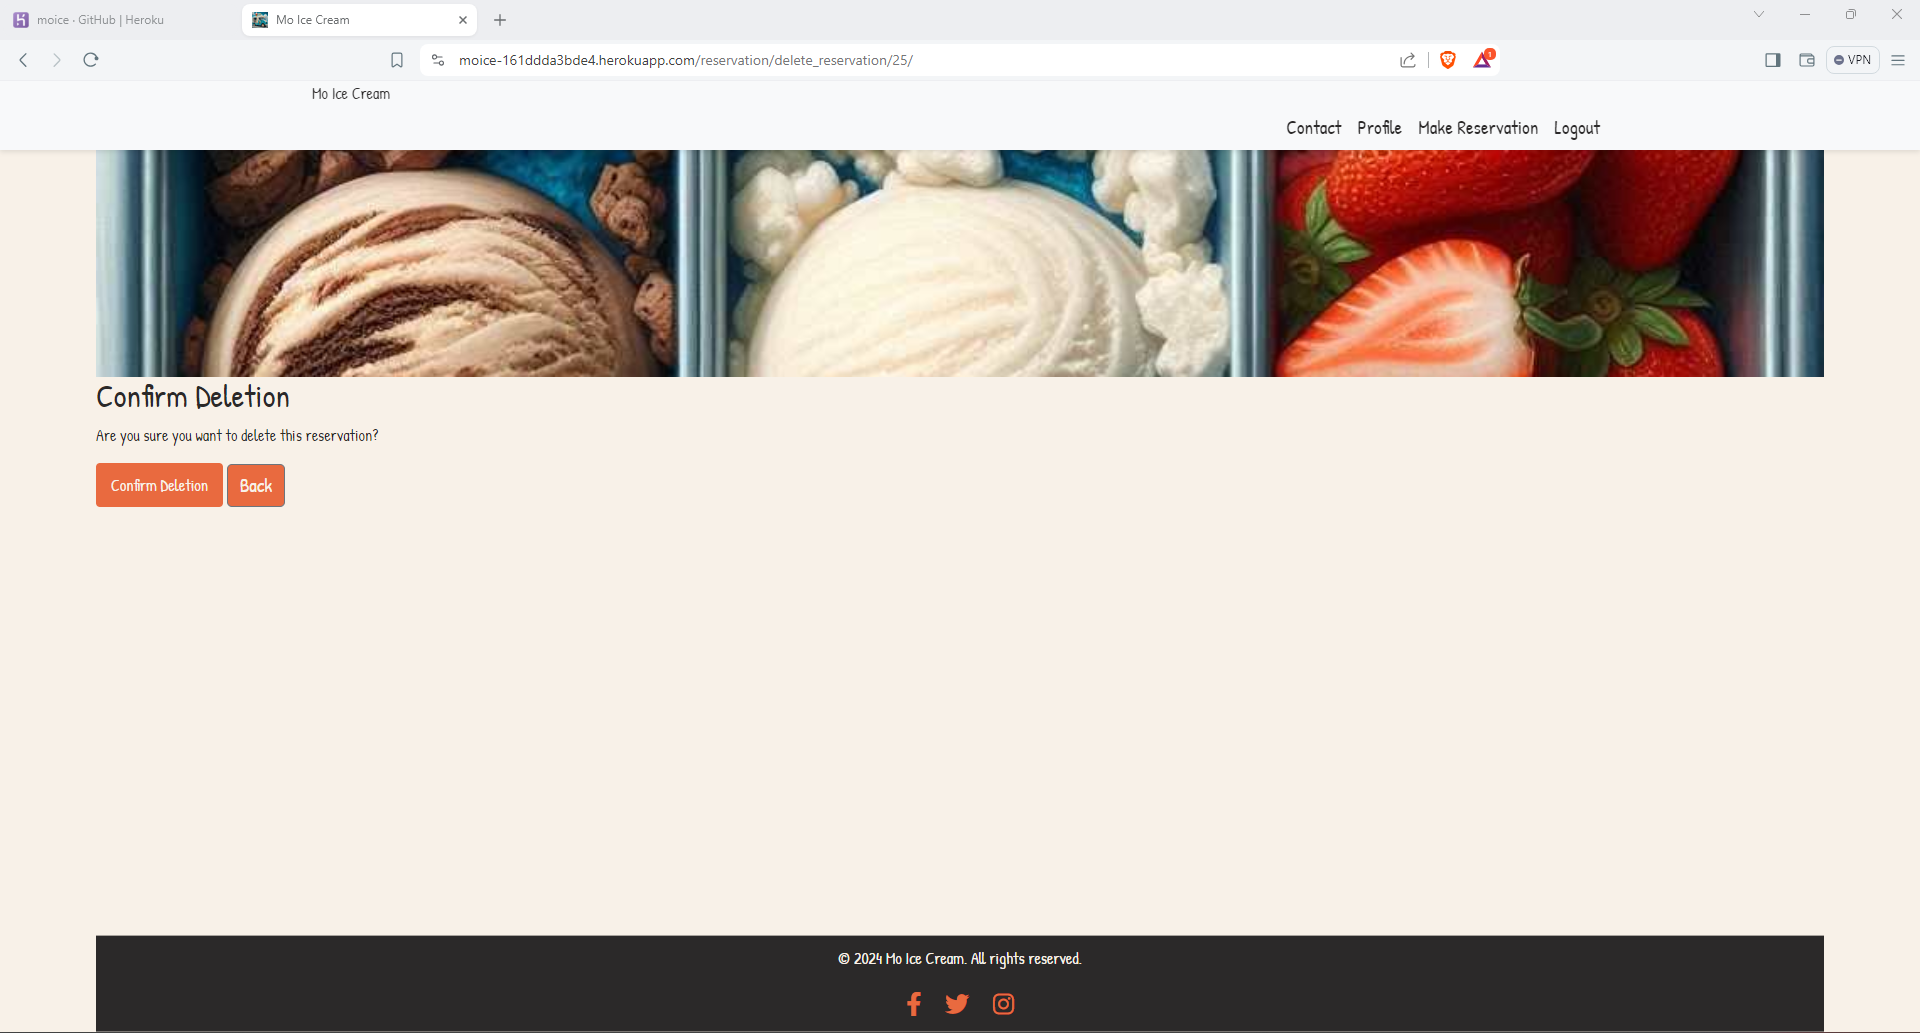 moice · GitHub | Heroku
Mo Ice Cream
moice-161ddda3bde4.herokuapp.com/reservation/delete_reservation/25/
1
VPN
Mo Ice Cream
Contact Profile Make Reservation Logout
Confirm Deletion
Are you sure you want to delete this reservation?
Confirm Deletion
Back
© 2024 Mo Ice Cream. All rights reserved.